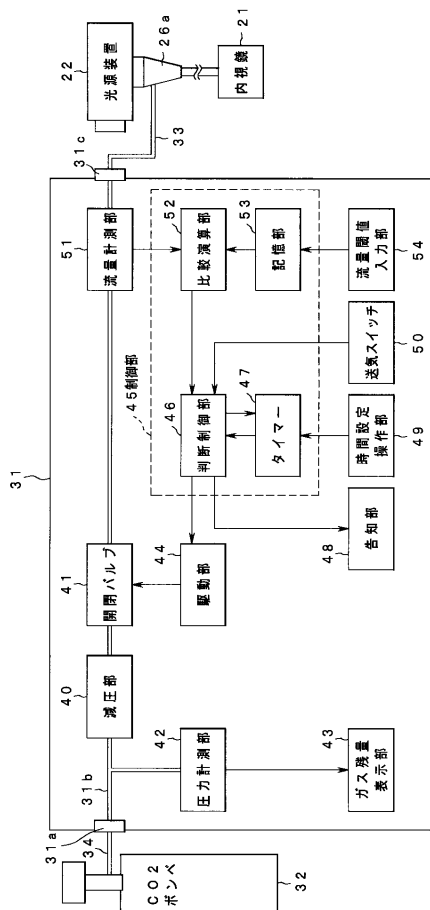 31
34
31a
31b
CO2
ボンベ
32
40
減圧部
41
開閉バルブ
51
流量計測部
31c
33
22
光源装置
26a
21
内視鏡
42
圧力計測部
43
ガス残量
表示部
44
駆動部
45制御部
46
判断制御部
47
タイマー
52
比較演算部
53
記憶部
48
告知部
49
時間設定
操作部
50
送気スイッチ
54
流量閾値
入力部